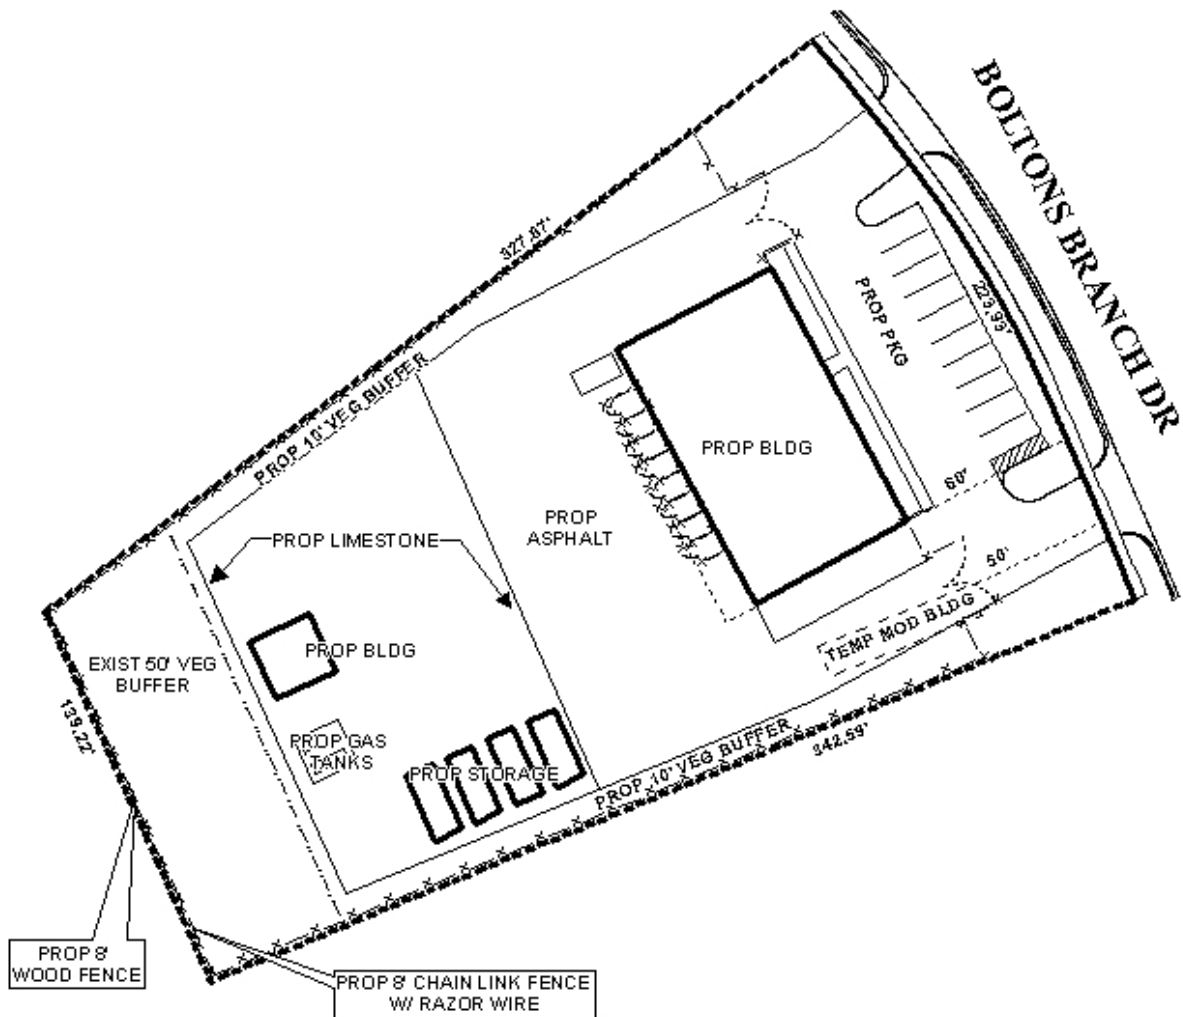 BOLTONS BRANCH DR
327.87'
223.93'
PROP PKG
PROP 10' VEG BUFFER
PROP BLDG
60'
PROP
ASPHALT
PROP LIMESTONE
50'
TEMP MOD BLDG
PROP BLDG
EXIST 50' VEG
BUFFER
139.22'
PROP GAS
TANKS
PROP STORAGE
PROP 10' VEG BUFFER
342.59'
PROP 8'
WOOD FENCE
PROP 8' CHAIN LINK FENCE
W/ RAZOR WIRE